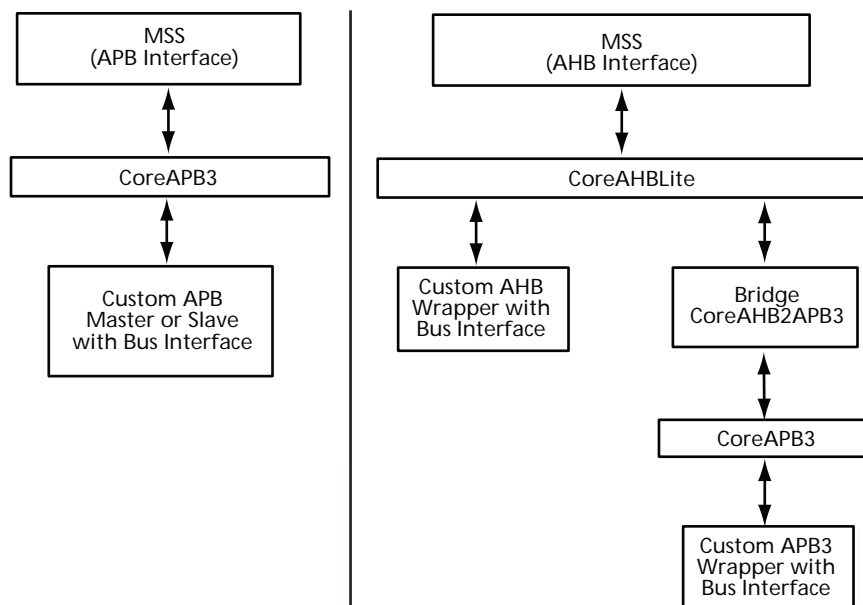 MSS
(APB Interface)
CoreAPB3
Custom APB
Master or Slave
with Bus Interface
MSS
(AHB Interface)
CoreAHBLite
Custom AHB
Wrapper with
Bus Interface
Bridge
CoreAHB2APB3
CoreAPB3
Custom APB3
Wrapper with
Bus Interface